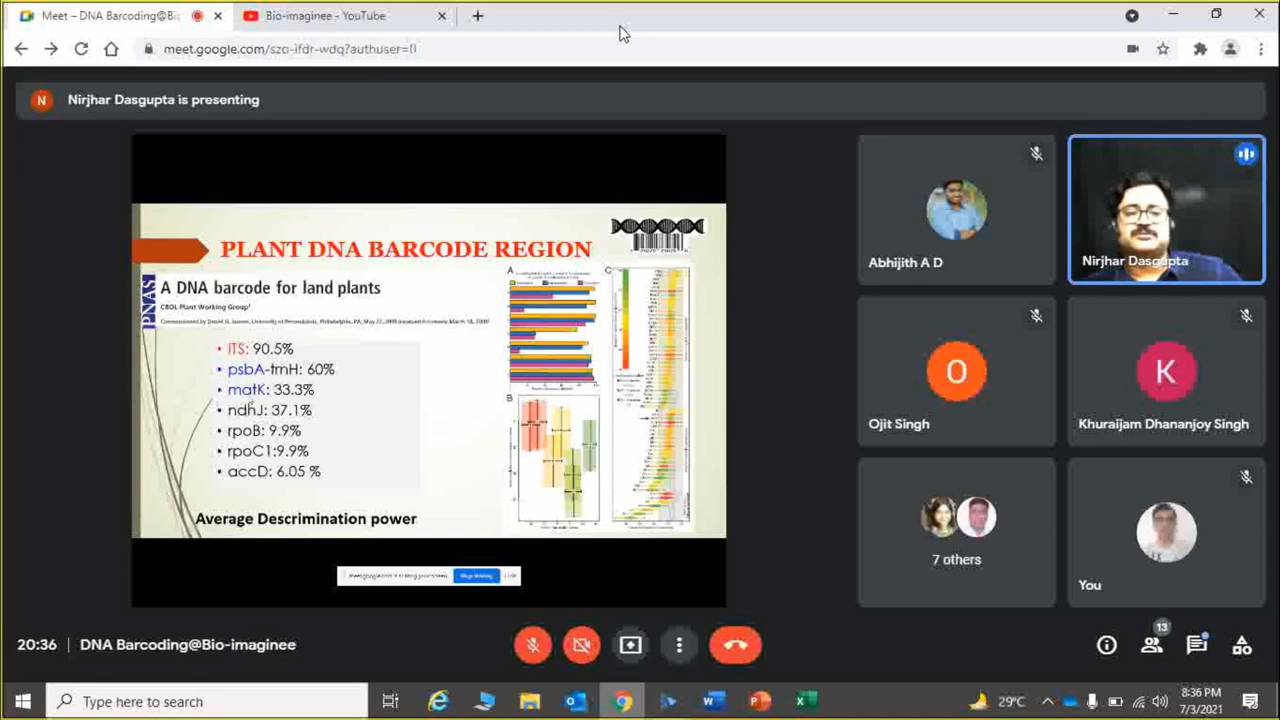 Meet – DNA Barcoding@Bi
Bio-imaginee - YouTube
meet.google.com/szq-ifdr-wdq?authuser=0
N
Nirjhar Dasgupta is presenting
PLANT DNA BARCODE REGION
A DNA barcode for land plants
CBOL Plant Working Group
• ITS: 90.5%
• psbA-trnH: 60%
• matK: 33.3%
• ndhJ: 37.1%
• rpoB: 9.9%
• rpoC1:9.9%
• accD: 6.05 %
Average Descrimination power
A
B
C
Stop sharing
Abhijith A D
Nirjhar Dasgupta
O
Ojit Singh
K
Khuraijam Dhananjoy Singh
7 others
You
20:36 | DNA Barcoding@Bio-imaginee
13
Type here to search
29°C
8:36 PM
7/3/2021